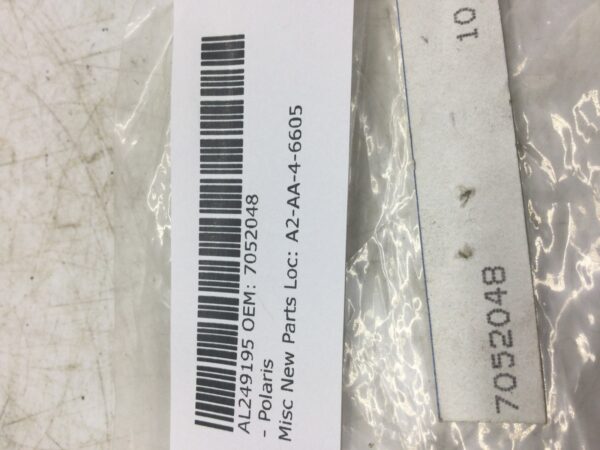 AL249195 OEM: 7052048
- Polaris
Misc New Parts Loc: A2-AA-4-6605
7052048 10